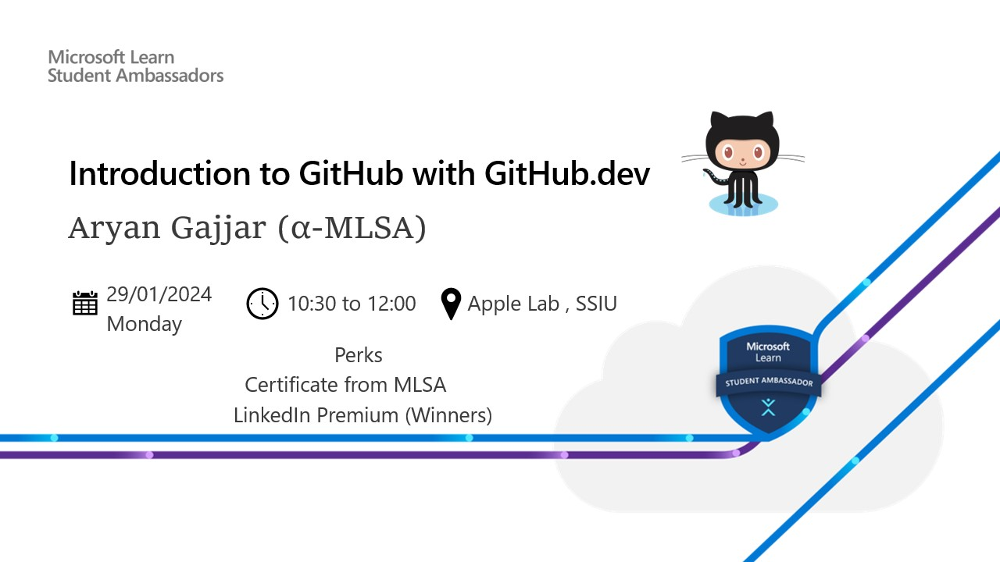 Microsoft Learn
Student Ambassadors
Introduction to GitHub with GitHub.dev
Aryan Gajjar (α-MLSA)
29/01/2024
Monday
10:30 to 12:00
Apple Lab , SSIU
Perks
Certificate from MLSA
LinkedIn Premium (Winners)
Microsoft
Learn
STUDENT AMBASSADOR